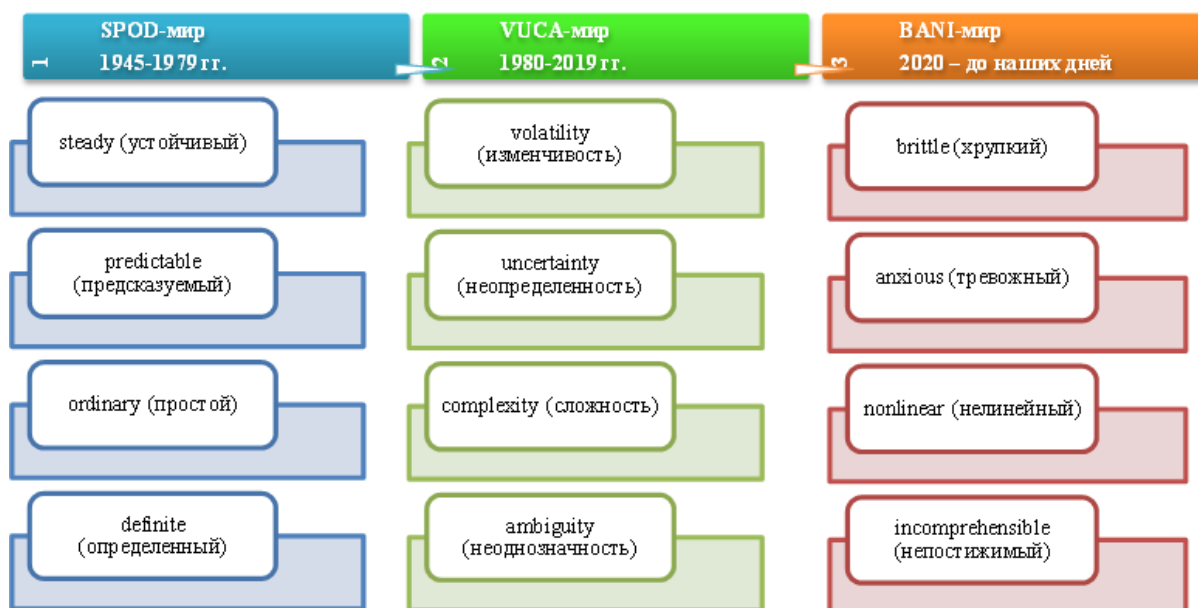 1
SPOD-мир
1945-1979 гг.
2
VUCA-мир
1980-2019 гг.
3
BANI-мир
2020 – до наших дней
steady (устойчивый)
predictable
(предсказуемый)
ordinary (простой)
definite
(определенный)
volatility
(изменчивость)
uncertainty
(неопределенность)
complexity (сложность)
ambiguity
(неоднозначность)
brittle (хрупкий)
anxious (тревожный)
nonlinear (нелинейный)
incomprehensible
(непостижимый)